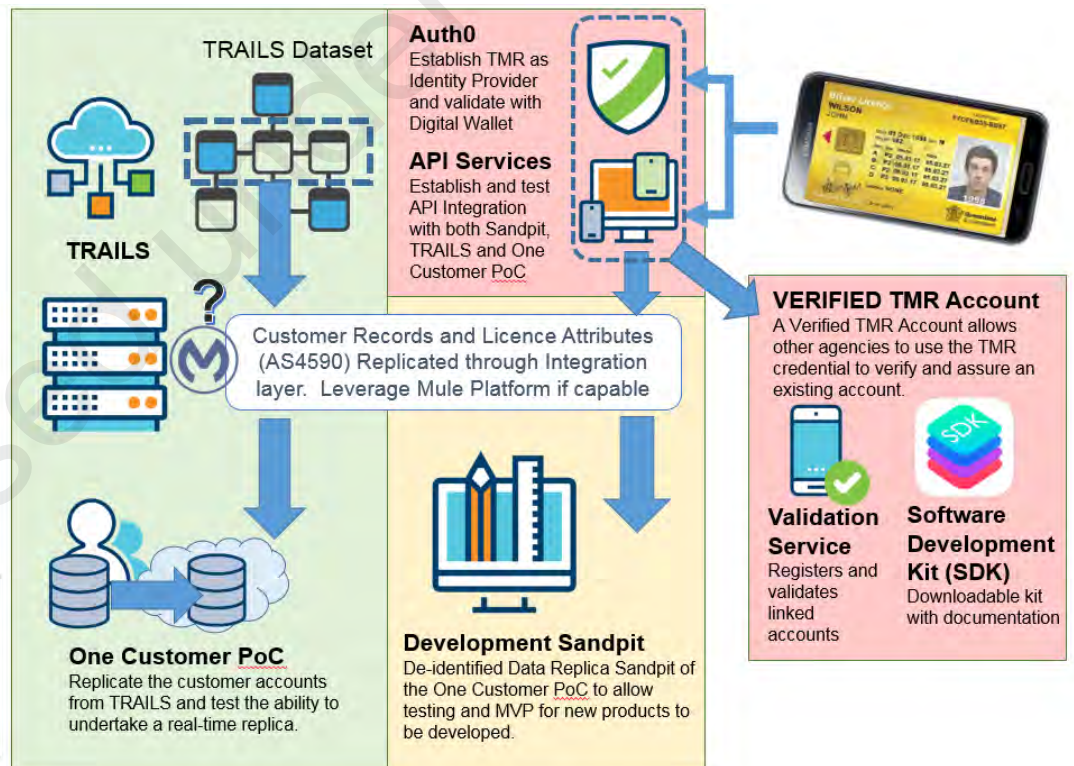 TRAILS Dataset
TRAILS
Auth0
Establish TMR as
Identity Provider
and validate with
Digital Wallet
API Services
Establish and test
API Integration
with both Sandpit,
TRAILS and One
Customer PoC
WILSON
JOHN
?
Customer Records and Licence Attributes
(AS4590) Replicated through Integration
layer. Leverage Mule Platform if capable
VERIFIED TMR Account
A Verified TMR Account allows
other agencies to use the TMR
credential to verify and assure an
existing account.
SDK
Validation
Service
Registers and
validates
linked
accounts
Software
Development
Kit (SDK)
Downloadable kit
with documentation
One Customer PoC
Replicate the customer accounts
from TRAILS and test the ability to
undertake a real-time replica.
Development Sandpit
De-identified Data Replica Sandpit of
the One Customer PoC to allow
testing and MVP for new products to
be developed.